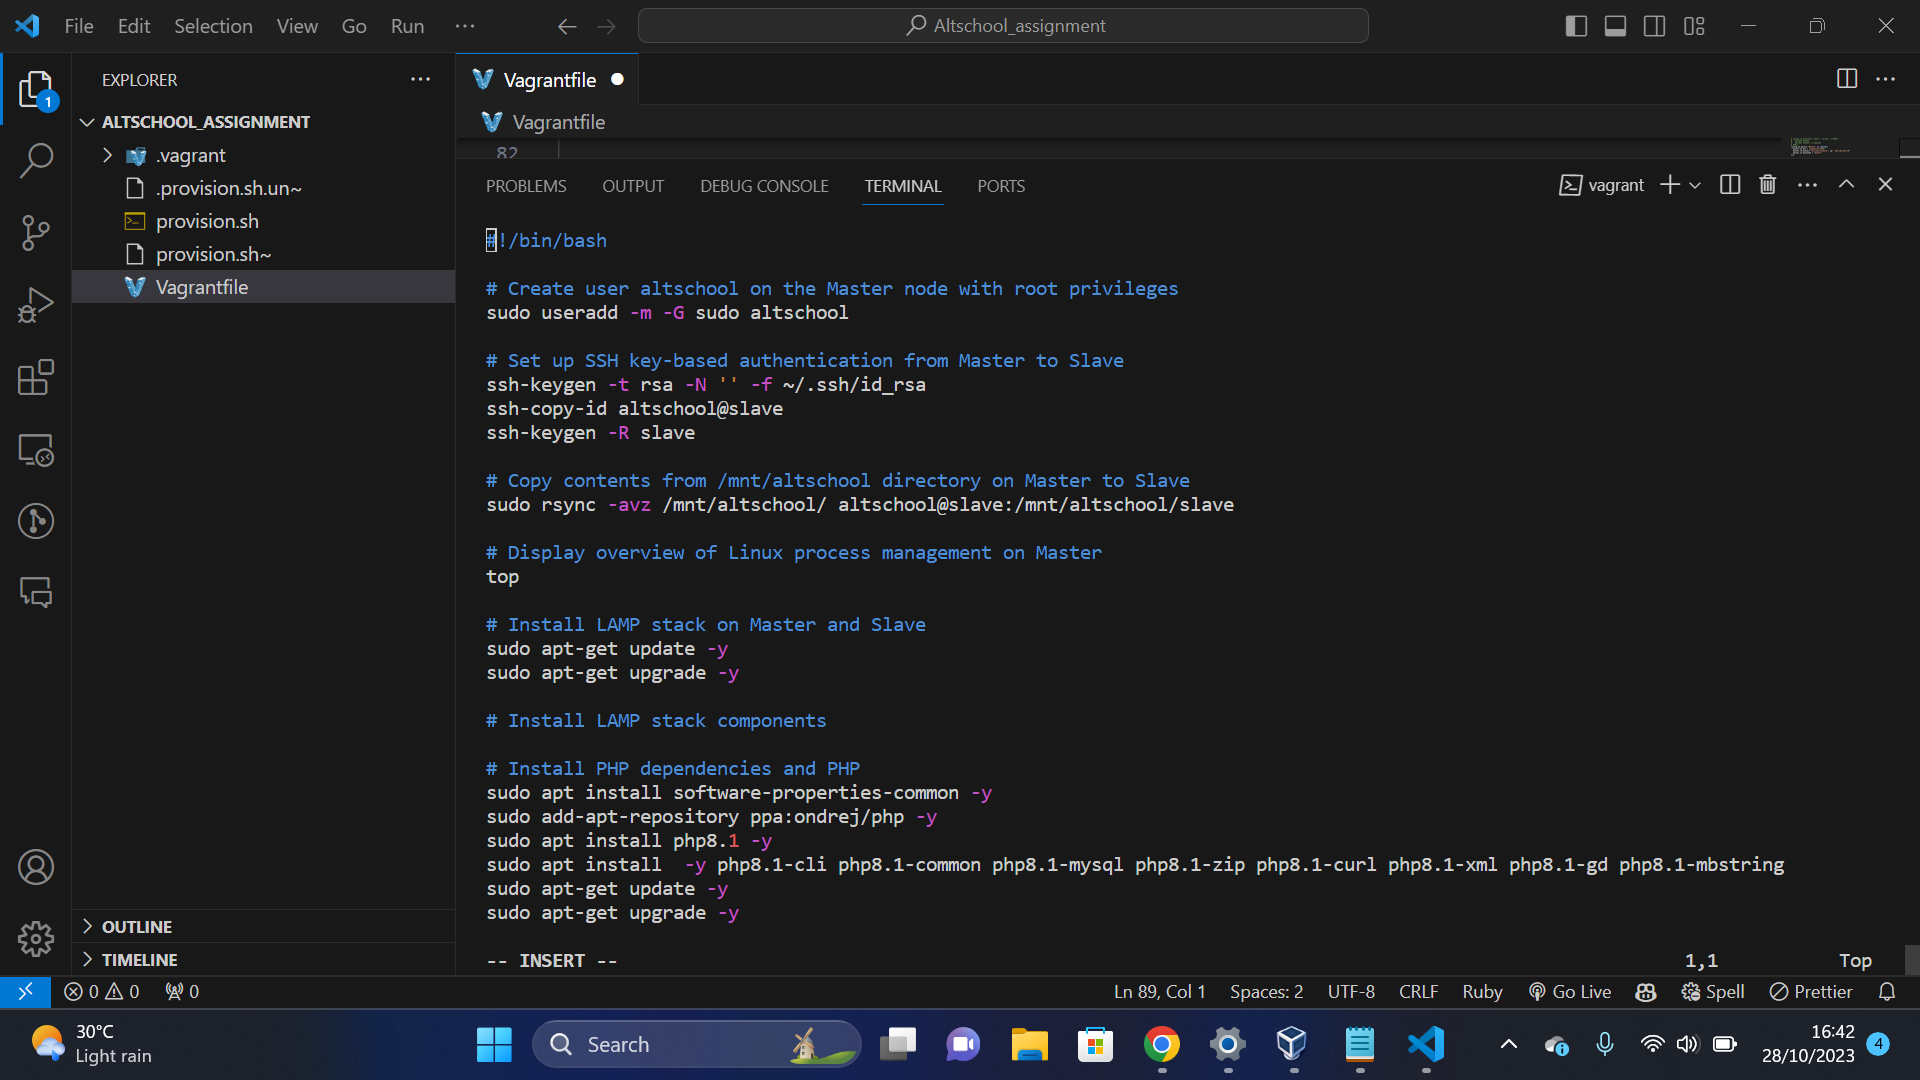 File Edit Selection View Go Run ···
Altschool_assignment
EXPLORER
ALTSCHOOL_ASSIGNMENT
.vagrant
.provision.sh.un~
provision.sh
provision.sh~
Vagrantfile
OUTLINE
TIMELINE
1
Vagrantfile
Vagrantfile
82
PROBLEMS OUTPUT DEBUG CONSOLE TERMINAL PORTS
vagrant
#!/bin/bash
# Create user altschool on the Master node with root privileges
sudo useradd -m -G sudo altschool
# Set up SSH key-based authentication from Master to Slave
ssh-keygen -t rsa -N '' -f ~/.ssh/id_rsa
ssh-copy-id altschool@slave
ssh-keygen -R slave
# Copy contents from /mnt/altschool directory on Master to Slave
sudo rsync -avz /mnt/altschool/ altschool@slave:/mnt/altschool/slave
# Display overview of Linux process management on Master
top
# Install LAMP stack on Master and Slave
sudo apt-get update -y
sudo apt-get upgrade -y
# Install LAMP stack components
# Install PHP dependencies and PHP
sudo apt install software-properties-common -y
sudo add-apt-repository ppa:ondrej/php -y
sudo apt install php8.1 -y
sudo apt install  -y php8.1-cli php8.1-common php8.1-mysql php8.1-zip php8.1-curl php8.1-xml php8.1-gd php8.1-mbstring
sudo apt-get update -y
sudo apt-get upgrade -y
-- INSERT -- 1,1 Top
0 0 0 Ln 89, Col 1 Spaces: 2 UTF-8 CRLF Ruby Go Live Spell Prettier
30°C
Light rain
Search
16:42
28/10/2023
4